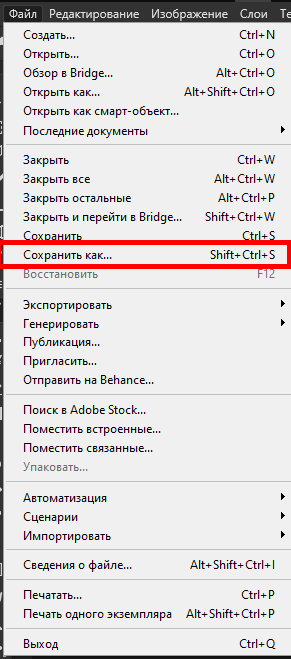 Файл Редактирование Изображение Слои Те
Создать... Ctrl+N
Открыть... Ctrl+O
Обзор в Bridge... Alt+Ctrl+O
Открыть как... Alt+Shift+Ctrl+O
Открыть как смарт-объект...
Последние документы
Закрыть Ctrl+W
Закрыть все Alt+Ctrl+W
Закрыть остальные Alt+Ctrl+P
Закрыть и перейти в Bridge... Shift+Ctrl+W
Сохранить Ctrl+S
Сохранить как... Shift+Ctrl+S
Восстановить F12
Экспортировать
Генерировать
Публикация...
Пригласить...
Отправить на Behance...
Поиск в Adobe Stock...
Поместить встроенные...
Поместить связанные...
Упаковать...
Автоматизация
Сценарии
Импортировать
Сведения о файле... Alt+Shift+Ctrl+I
Печатать... Ctrl+P
Печать одного экземпляра Alt+Shift+Ctrl+P
Выход Ctrl+Q